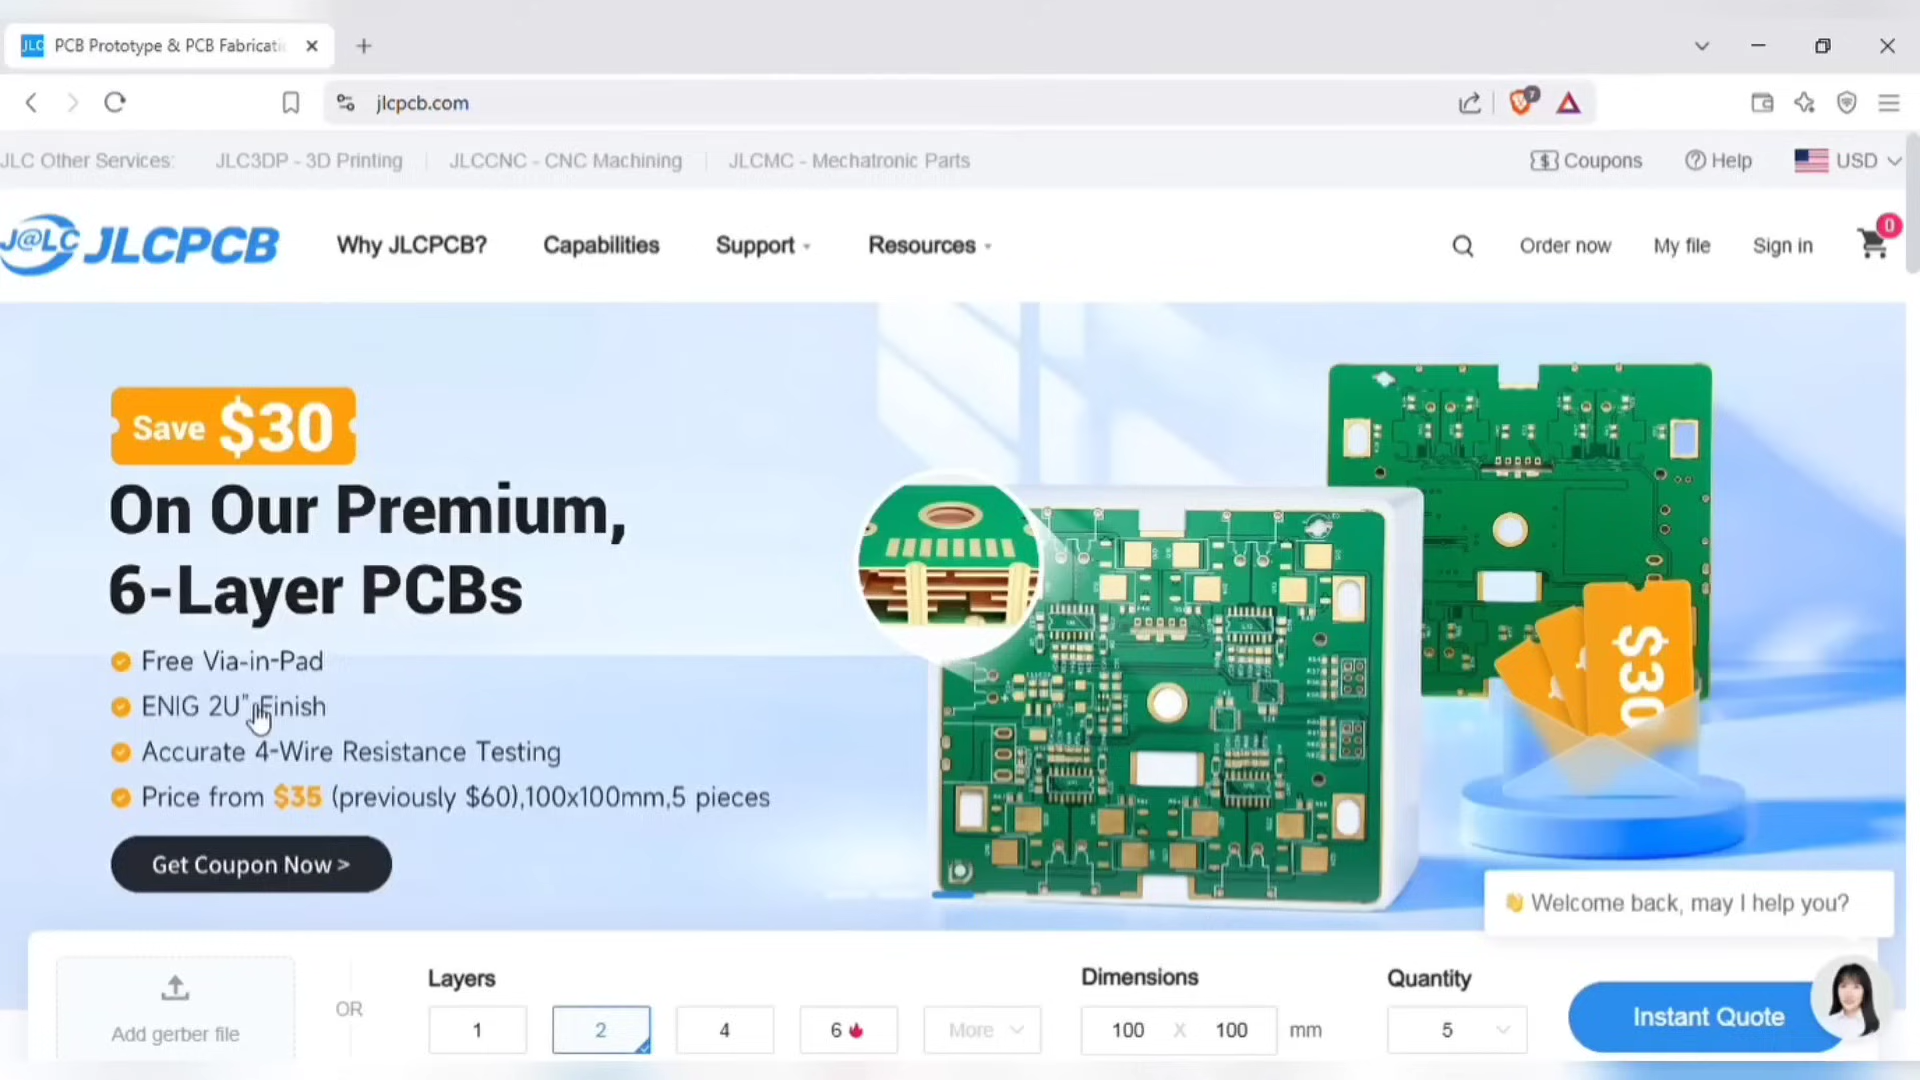 JLC PCB Prototype & PCB Fabricati
jlcpcb.com
7
JLC Other Services:
JLC3DP - 3D Printing
JLCCNC - CNC Machining
JLCMC - Mechatronic Parts
Coupons
Help
USD
J@LC JLCPCB
Why JLCPCB?
Capabilities
Support
Resources
Order now
My file
Sign in
0
Save $30
On Our Premium,
6-Layer PCBs
Free Via-in-Pad
ENIG 2U" Finish
Accurate 4-Wire Resistance Testing
Price from $35 (previously $60),100x100mm,5 pieces
Get Coupon Now >
$30
👋 Welcome back, may I help you?
Add gerber file
OR
Layers
1
2
4
6
More
Dimensions
100 X 100 mm
Quantity
5
Instant Quote